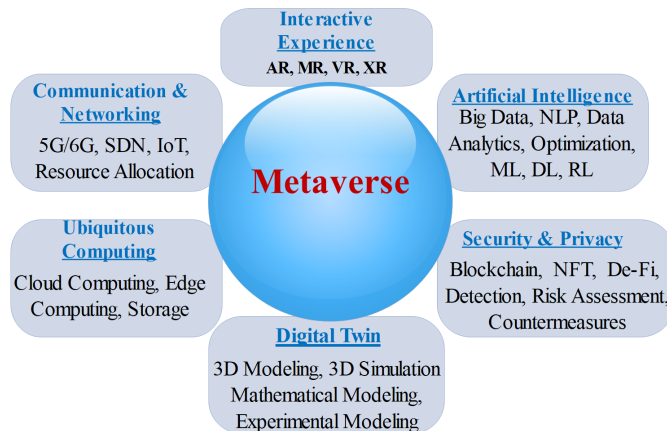 Interactive
Experience
AR, MR, VR, XR
Communication &
Networking
5G/6G, SDN, IoT,
Resource Allocation
Artificial Intelligence
Big Data, NLP, Data
Analytics, Optimization,
ML, DL, RL
Metaverse
Ubiquitous
Computing
Cloud Computing, Edge
Computing, Storage
Security & Privacy
Blockchain, NFT, De-Fi,
Detection, Risk Assessment,
Countermeasures
Digital Twin
3D Modeling, 3D Simulation
Mathematical Modeling,
Experimental Modeling